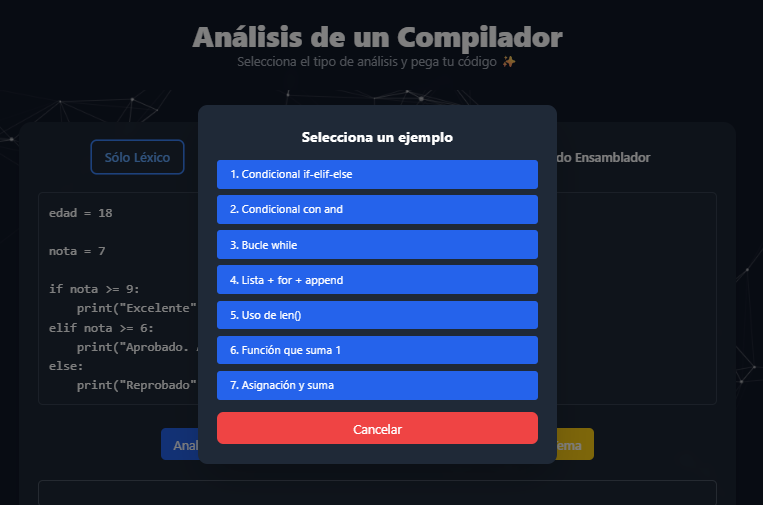 Análisis de un Compilador
Selecciona el tipo de análisis y pega tu código ✨
Selecciona un ejemplo
Sólo Léxico
do Ensamblador
1. Condicional if-elif-else
2. Condicional con and
3. Bucle while
4. Lista + for + append
5. Uso de len()
6. Función que suma 1
7. Asignación y suma
Cancelar
edad = 18
nota = 7
if nota >= 9:
    print("Excelente"
elif nota >= 6:
    print("Aprobado.
else:
    print("Reprobado"
Anal
ema